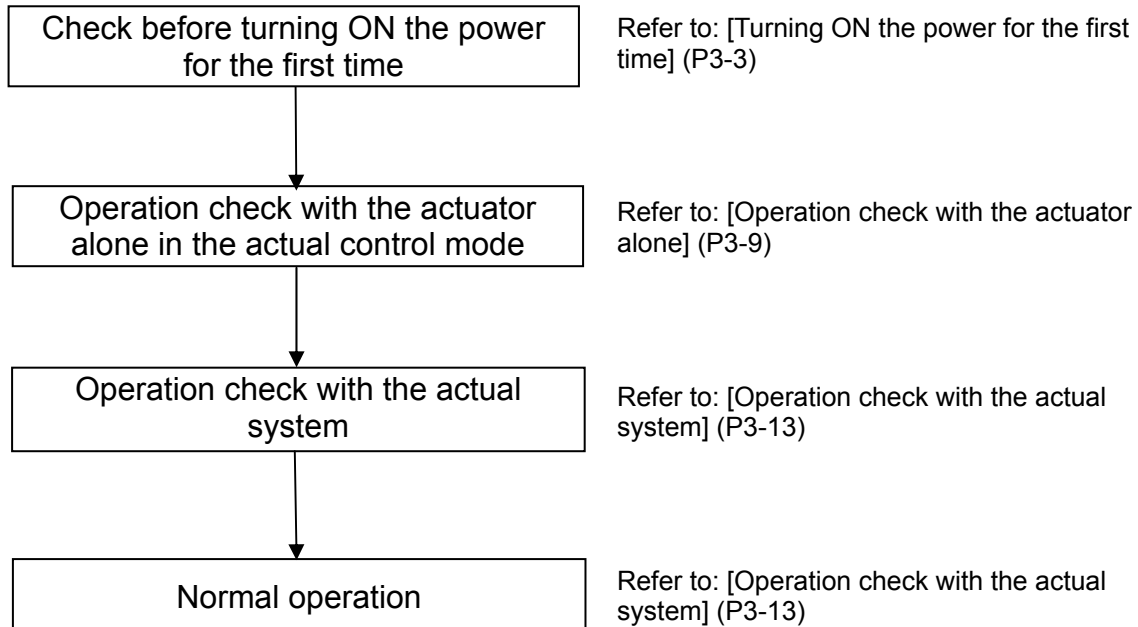 Check before turning ON the power
for the first time
Refer to: [Turning ON the power for the first
time] (P3-3)
Operation check with the actuator
alone in the actual control mode
Refer to: [Operation check with the actuator
alone] (P3-9)
Operation check with the actual
system
Refer to: [Operation check with the actual
system] (P3-13)
Normal operation
Refer to: [Operation check with the actual
system] (P3-13)